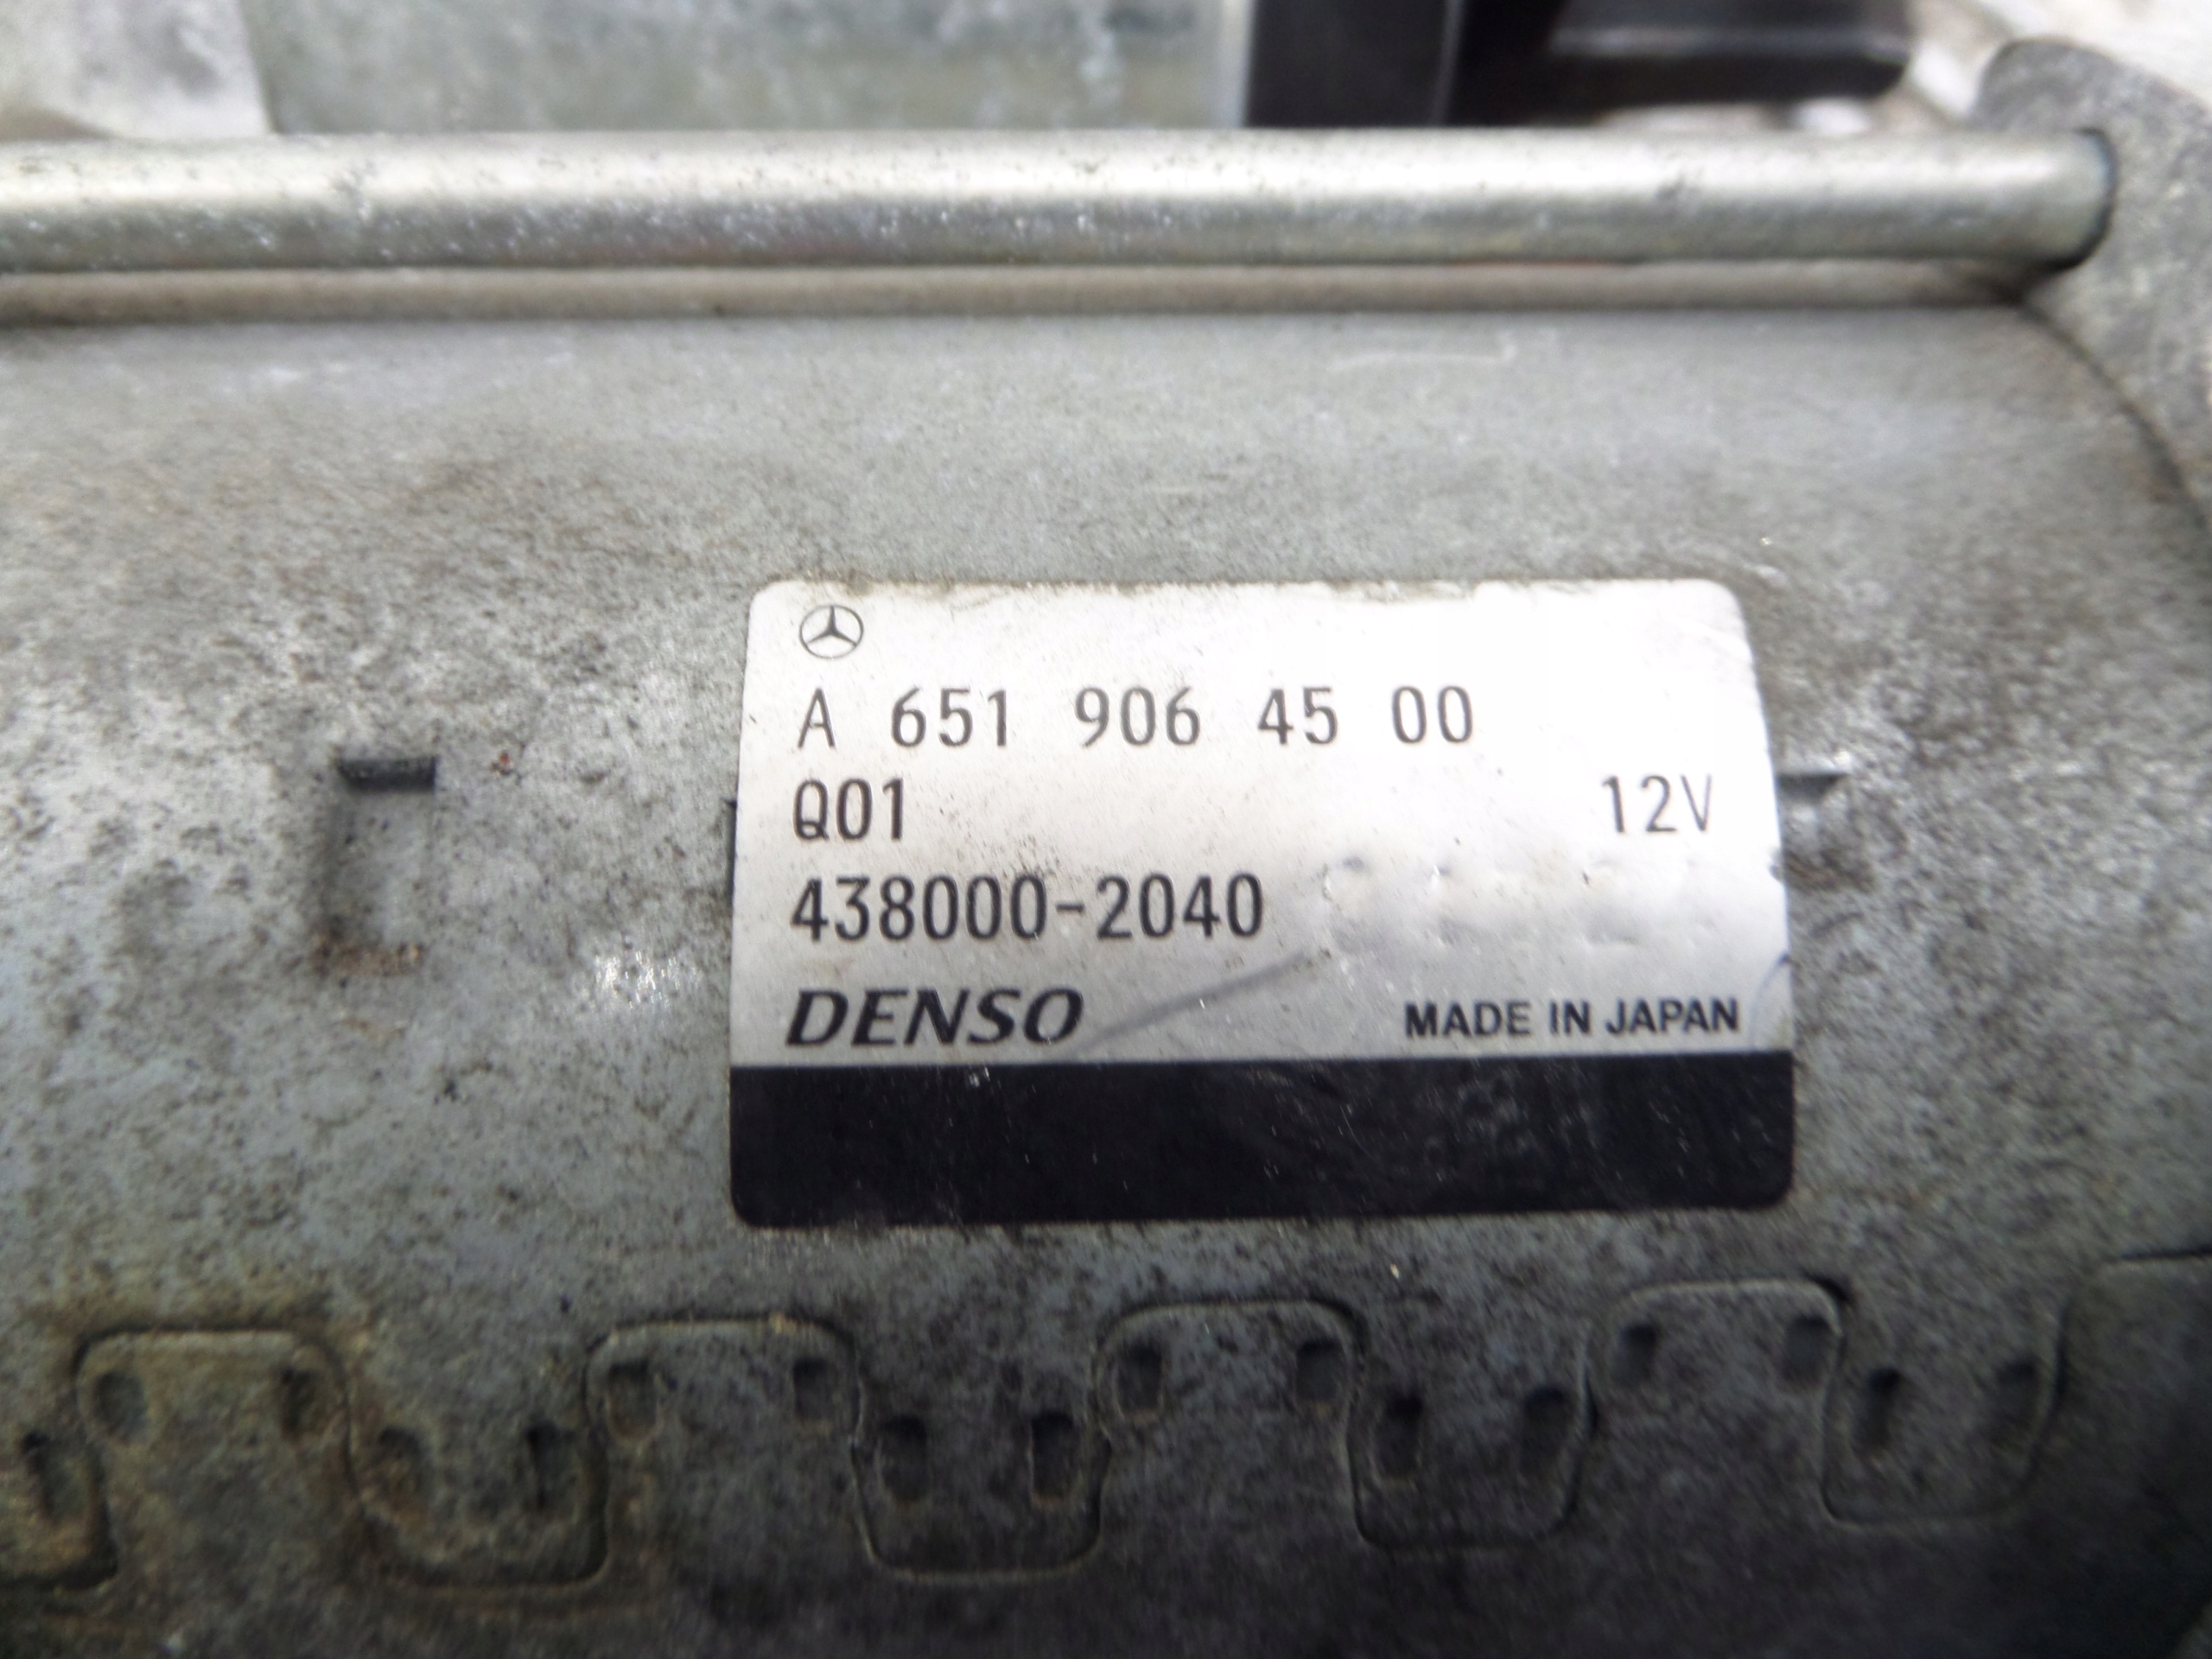 A 651 906 45 00
Q01 12V
438000-2040
DENSO MADE IN JAPAN